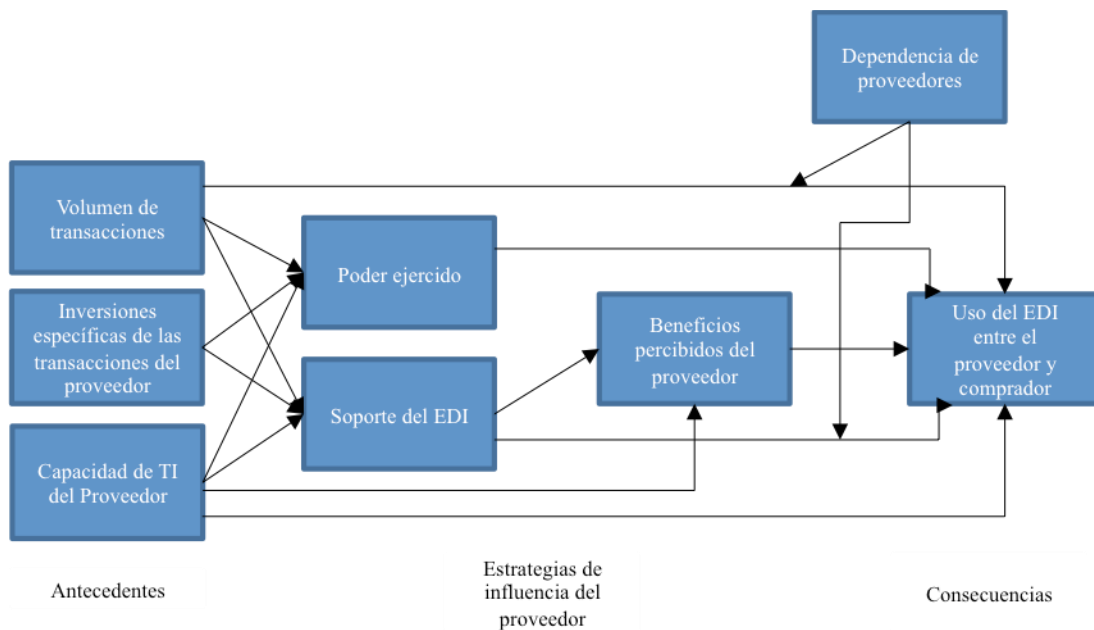 Dependencia de
proveedores
Volumen de
transacciones
Poder ejercido
Inversiones
específicas de las
transacciones del
proveedor
Beneficios
percibidos del
proveedor
Uso del EDI
entre el
proveedor y
comprador
Soporte del EDI
Capacidad de TI
del Proveedor
Antecedentes
Estrategias de
influencia del
proveedor
Consecuencias